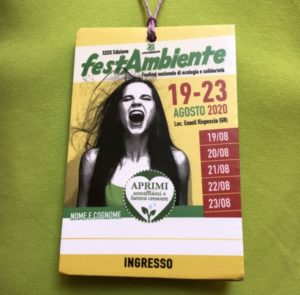 XXXII Edizione
festAmbiente
Festival nazionale di ecologia e solidarietà
19-23
AGOSTO 2020
Loc. Enaoli Rispescia (GR)
19/08
20/08
21/08
22/08
23/08
APRIMI
annaffiami e
fammi crescere
NOME E COGNOME
INGRESSO